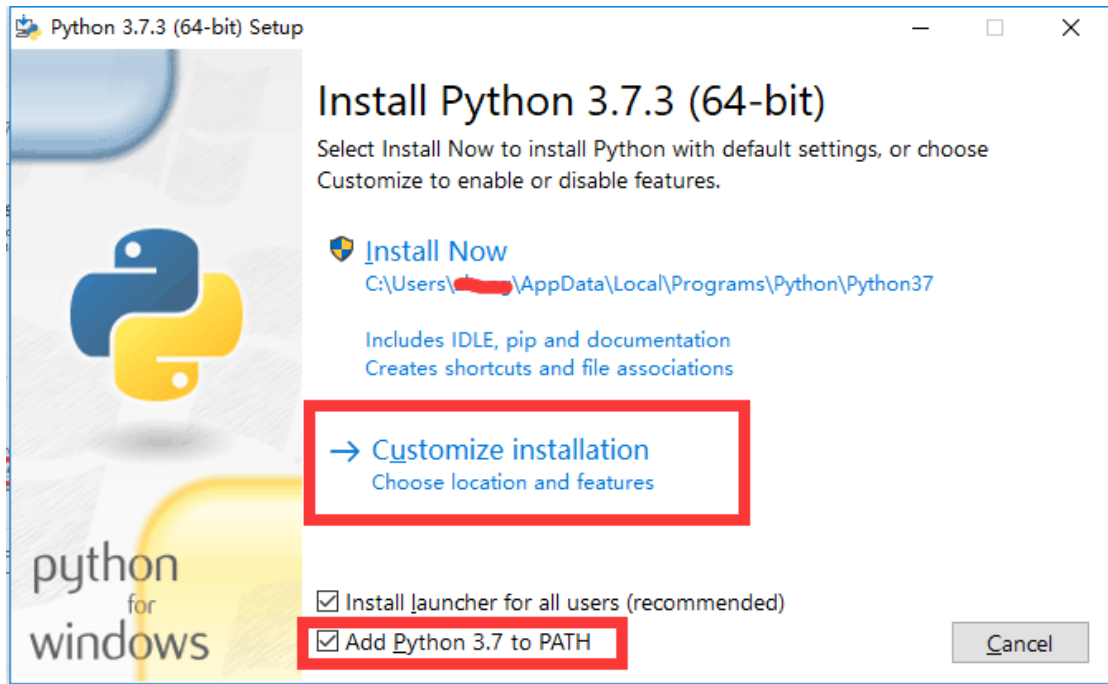 Python 3.7.3 (64-bit) Setup
Install Python 3.7.3 (64-bit)
Select Install Now to install Python with default settings, or choose
Customize to enable or disable features.
Install Now
C:\Users\ \AppData\Local\Programs\Python\Python37
Includes IDLE, pip and documentation
Creates shortcuts and file associations
→ Customize installation
Choose location and features
python
for
windows
Install launcher for all users (recommended)
Add Python 3.7 to PATH
Cancel